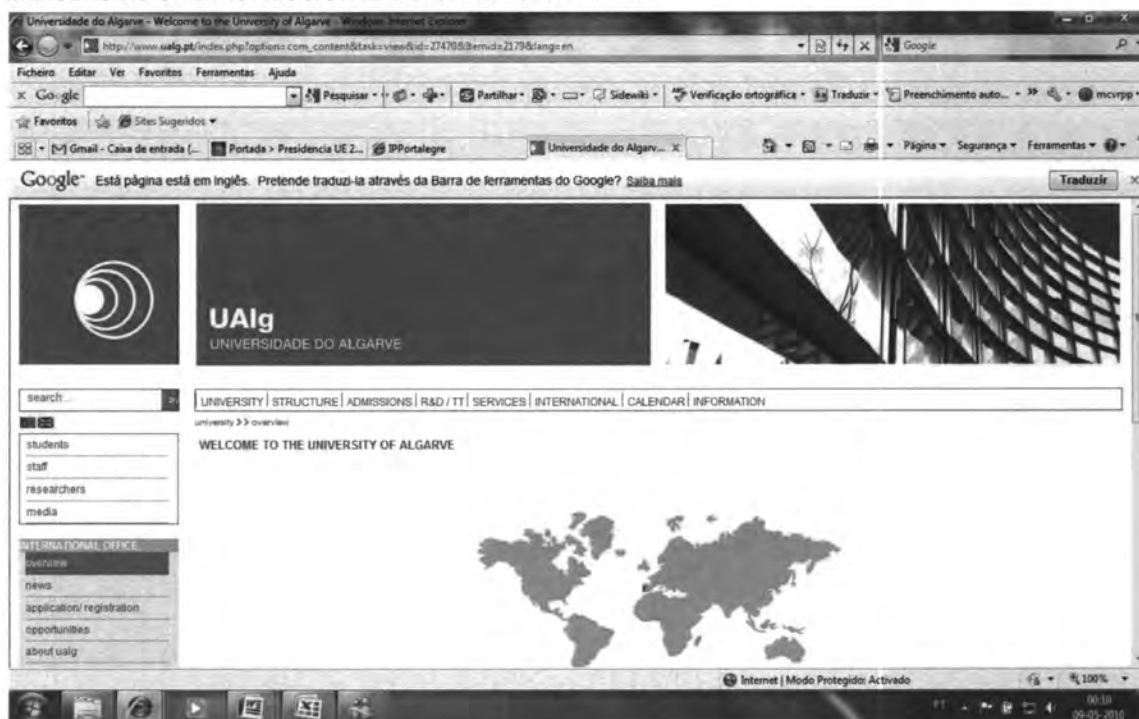 Universidade do Algarve - Welcome to the University of Algarve - Windows Internet Explorer
http://www.ualg.pt/index.php?option=com_content&task=view&id=27470&Itemid=2179&lang=en
Google
Ficheiro Editar Ver Favoritos Ferramentas Ajuda
x Google Pesquisar Partilhar Sidewiki Verificação ortográfica Traduzir Preenchimento auto... mcvrpp
Favoritos Sites Sugeridos
Gmail - Caixa de entrada (... Portada > Presidencia UE 2... IPPortalegre Universidade do Algarv... x Página Segurança Ferramentas
Google Está página está em Inglês. Pretende traduzi-la através da Barra de ferramentas do Google? Saiba mais Traduzir x
UAlg
UNIVERSIDADE DO ALGARVE
search...
UNIVERSITY | STRUCTURE | ADMISSIONS | R&D / TT | SERVICES | INTERNATIONAL | CALENDAR | INFORMATION
university >> overview
students
WELCOME TO THE UNIVERSITY OF ALGARVE
staff
researchers
media
INTERNATIONAL OFFICE
overview
news
application/ registration
opportunities
about ualg
Internet | Modo Protegido: Activado 100%
PT 00:10
09-05-2010